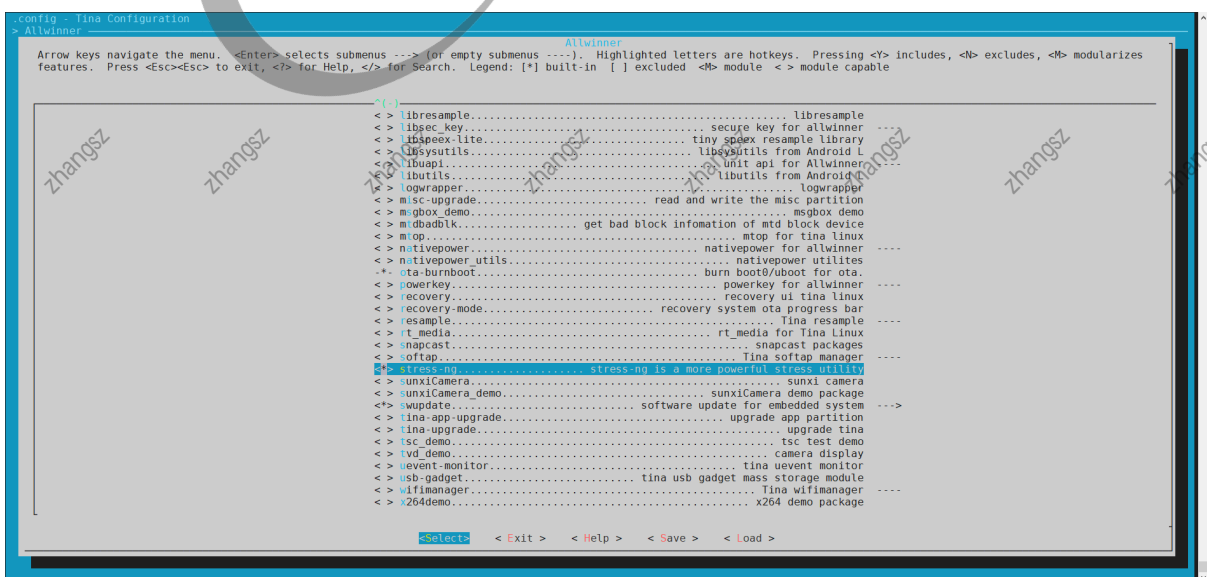 .config - Tina Configuration
> Allwinner
Allwinner
Arrow keys navigate the menu. <Enter> selects submenus ---> (or empty submenus ----). Highlighted letters are hotkeys. Pressing <Y> includes, <N> excludes, <M> modularizes
features. Press <Esc><Esc> to exit, <?> for Help, </> for Search. Legend: [*] built-in [ ] excluded <M> module < > module capable
^(-)
< > libresample.................................................. libresample
< > libsec_key...................................... secure key for allwinner ----
< > libspeex-lite................................. tiny speex resample library
< > libsysutils.................................... libsysutils from Android L
< > libuapi........................................... unit api for Allwinner ----
< > libutils.......................................... libutils from Android L
< > logwrapper.................................................... logwrapper
< > misc-upgrade........................... read and write the misc partition
< > msgbox_demo.................................................. msgbox demo
< > mtdbadblk................... get bad block infomation of mtd block device
< > mtop................................................. mtop for tina linux
< > nativepower.................................... nativepower for allwinner ----
< > nativepower_utils................................... nativepower utilites
-*- ota-burnboot................................... burn boot0/uboot for ota.
< > powerkey.......................................... powerkey for allwinner ----
< > recovery.......................................... recovery ui tina linux
< > recovery-mode............................ recovery system ota progress bar
< > resample................................................... Tina resample ----
< > rt_media......................................... rt_media for Tina Linux
< > snapcast............................................... snapcast packages
< > softap............................................... Tina softap manager ----
<*> stress-ng.................... stress-ng is a more powerful stress utility
< > sunxiCamera................................................. sunxi camera
< > sunxiCamera_demo................................ sunxiCamera demo package
<*> swupdate............................. software update for embedded system --->
< > tina-app-upgrade.................................... upgrade app partition
< > tina-upgrade................................................ upgrade tina
< > tsc_demo................................................... tsc test demo
< > tvd_demo.................................................. camera display
< > uevent-monitor....................................... tina uevent monitor
< > usb-gadget.......................... tina usb gadget mass storage module
< > wifimanager............................................. Tina wifimanager ----
< > x264demo............................................... x264 demo package
<Select> < Exit > < Help > < Save > < Load >
zhangsz zhangsz zhangsz zhangsz zhangsz zhangsz zhangsz zhangsz